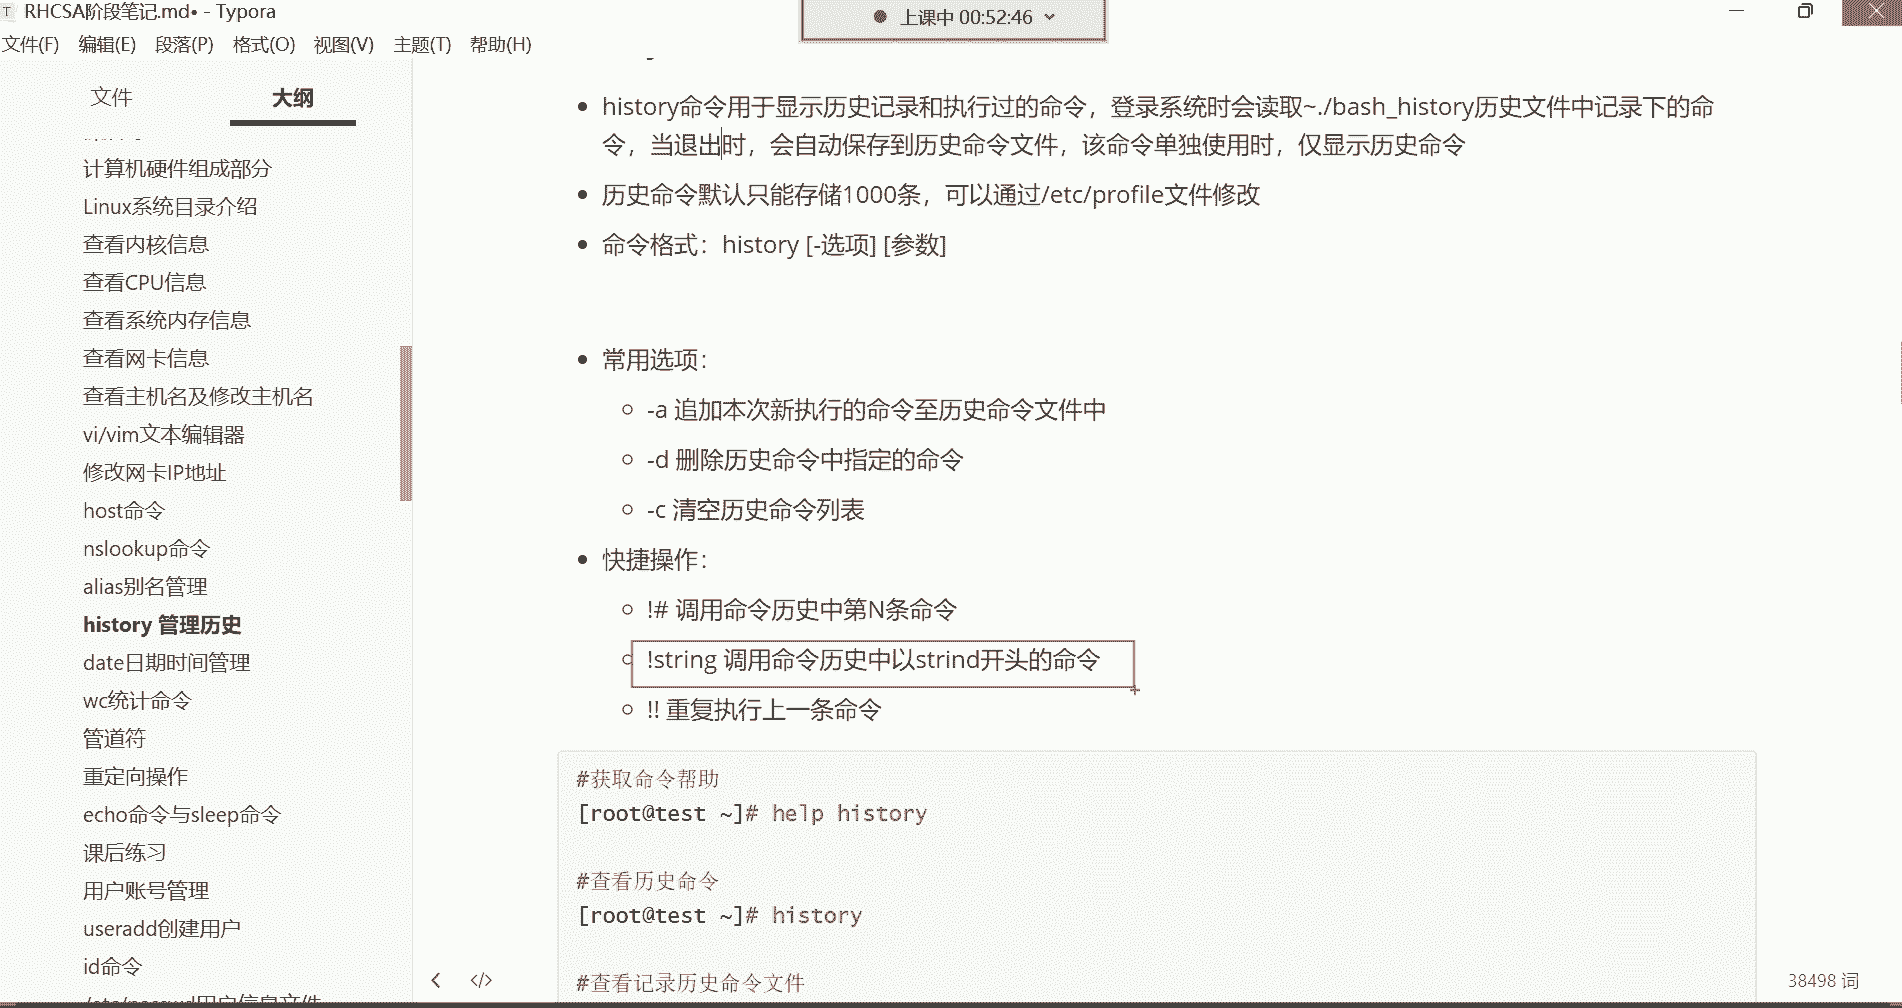 RHCSA阶段笔记.md• - Typora
上课中 00:52:46
文件(F) 编辑(E) 段落(P) 格式(O) 视图(V) 主题(T) 帮助(H)
文件 大纲
计算机硬件组成部分
Linux系统目录介绍
查看内核信息
查看CPU信息
查看系统内存信息
查看网卡信息
查看主机名及修改主机名
vi/vim文本编辑器
修改网卡IP地址
host命令
nslookup命令
alias别名管理
history 管理历史
date日期时间管理
wc统计命令
管道符
重定向操作
echo命令与sleep命令
课后练习
用户账号管理
useradd创建用户
id命令
/etc/passwd用户信息文件
history命令用于显示历史记录和执行过的命令，登录系统时会读取~./bash_history历史文件中记录下的命
令，当退出时，会自动保存到历史命令文件，该命令单独使用时，仅显示历史命令
历史命令默认只能存储1000条，可以通过/etc/profile文件修改
命令格式：history [-选项] [参数]
常用选项：
-a 追加本次新执行的命令至历史命令文件中
-d 删除历史命令中指定的命令
-c 清空历史命令列表
快捷操作：
!# 调用命令历史中第N条命令
!string 调用命令历史中以strind开头的命令
!! 重复执行上一条命令
#获取命令帮助
[root@test ~]# help history
#查看历史命令
[root@test ~]# history
#查看记录历史命令文件
38498 词